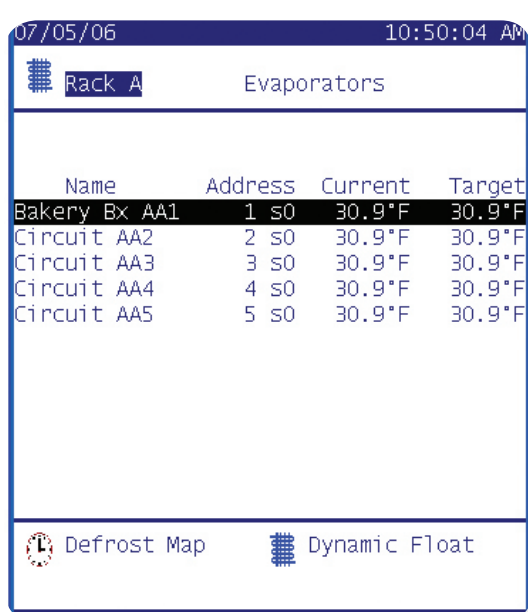 07/05/06 10:50:04 AM
Rack A Evaporators
Name Address Current Target
Bakery Bx AA1 1 s0 30.9°F 30.9°F
Circuit AA2 2 s0 30.9°F 30.9°F
Circuit AA3 3 s0 30.9°F 30.9°F
Circuit AA4 4 s0 30.9°F 30.9°F
Circuit AA5 5 s0 30.9°F 30.9°F
Defrost Map Dynamic Float